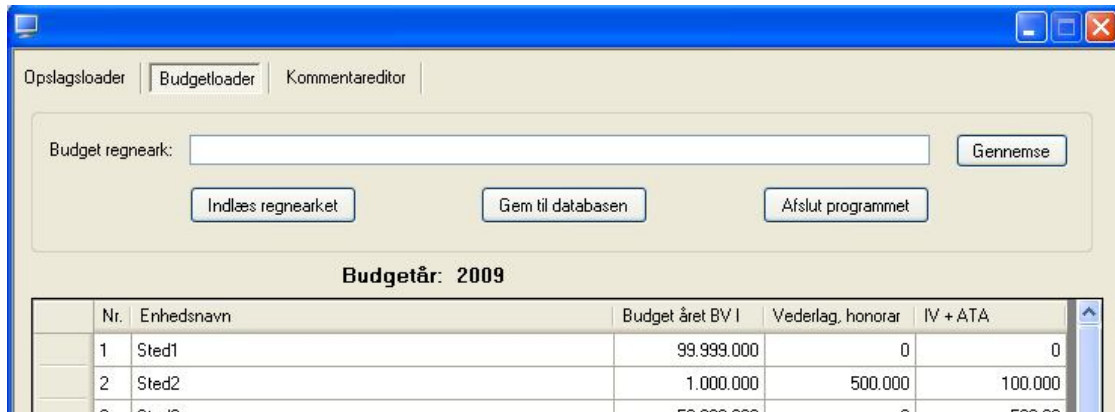 Opslagsloader Budgetloader Kommentareditor
Budget regneark: Gennemse
Indlæs regnearket Gem til databasen Afslut programmet
Budgetår: 2009
Nr. Enhedsnavn Budget året BV I Vederlag, honorar IV + ATA
1 Sted1 99.999.000 0 0
2 Sted2 1.000.000 500.000 100.000